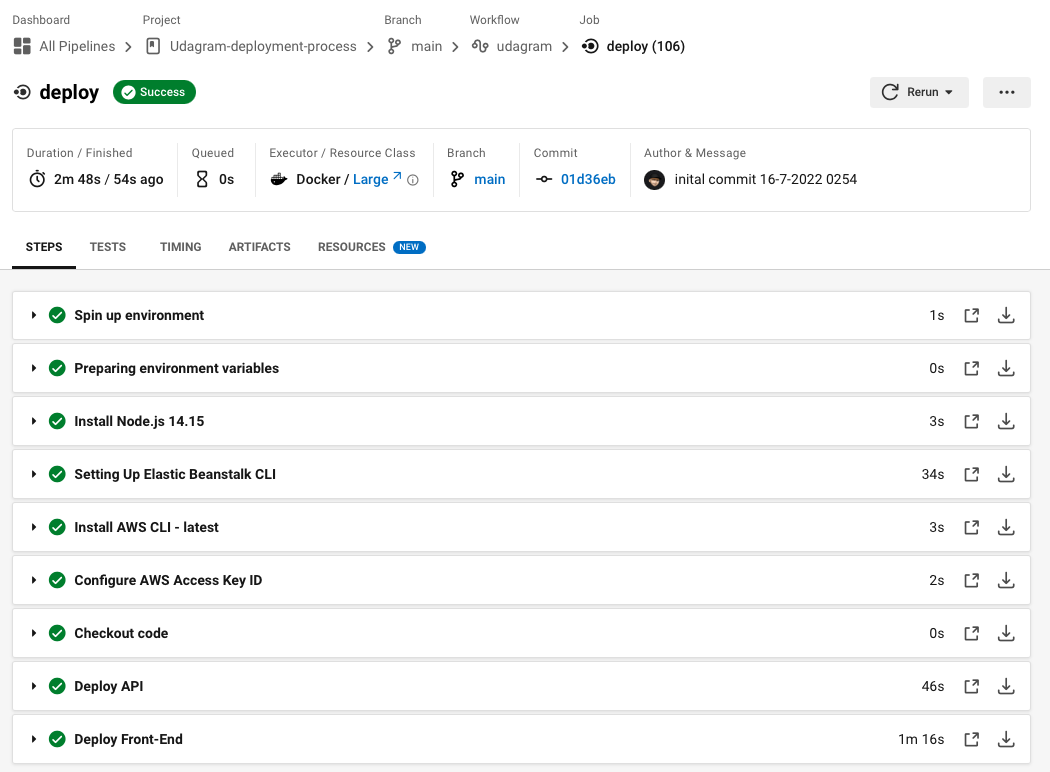 Dashboard Project Branch Workflow Job
All Pipelines Udagram-deployment-process main udagram deploy (106)
deploy Success Rerun
Duration / Finished Queued Executor / Resource Class Branch Commit Author & Message
2m 48s / 54s ago 0s Docker / Large main 01d36eb inital commit 16-7-2022 0254
STEPS TESTS TIMING ARTIFACTS RESOURCES NEW
Spin up environment 1s
Preparing environment variables 0s
Install Node.js 14.15 3s
Setting Up Elastic Beanstalk CLI 34s
Install AWS CLI - latest 3s
Configure AWS Access Key ID 2s
Checkout code 0s
Deploy API 46s
Deploy Front-End 1m 16s